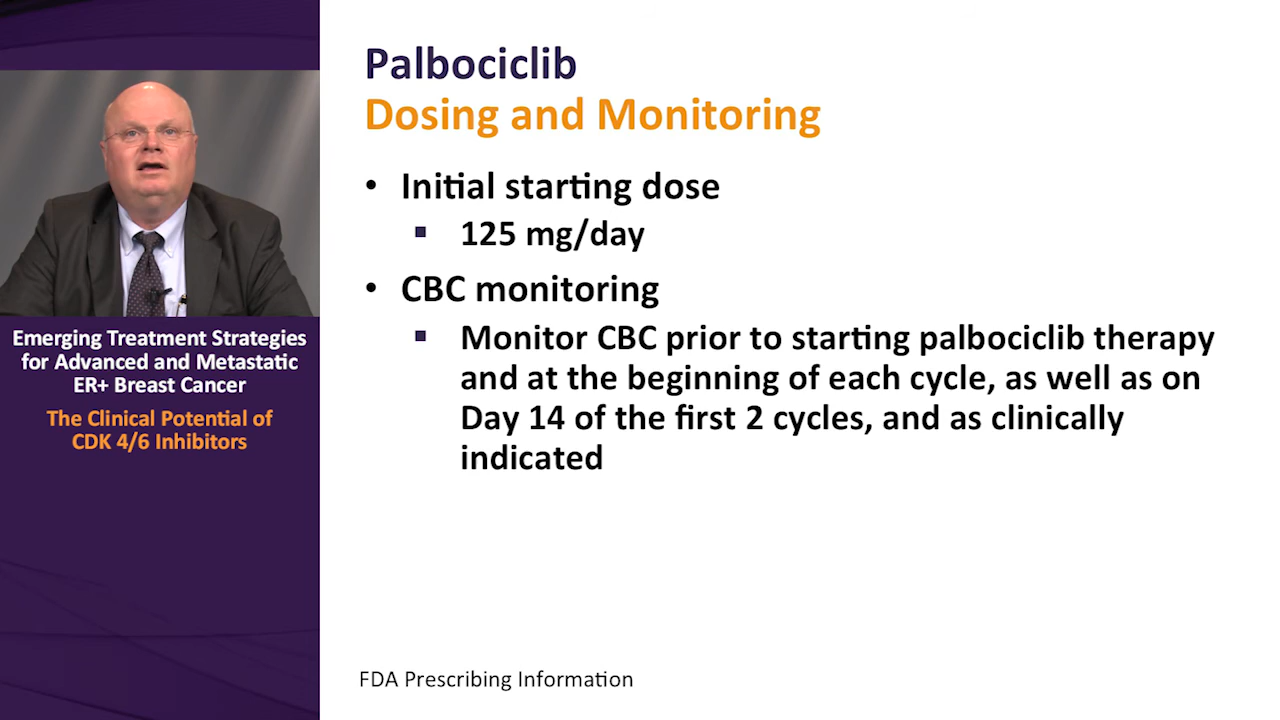 Palbociclib
Dosing and Monitoring
• Initial starting dose
▪ 125 mg/day
• CBC monitoring
▪ Monitor CBC prior to starting palbociclib therapy
and at the beginning of each cycle, as well as on
Day 14 of the first 2 cycles, and as clinically
indicated
FDA Prescribing Information
Emerging Treatment Strategies
for Advanced and Metastatic
ER+ Breast Cancer
The Clinical Potential of
CDK 4/6 Inhibitors